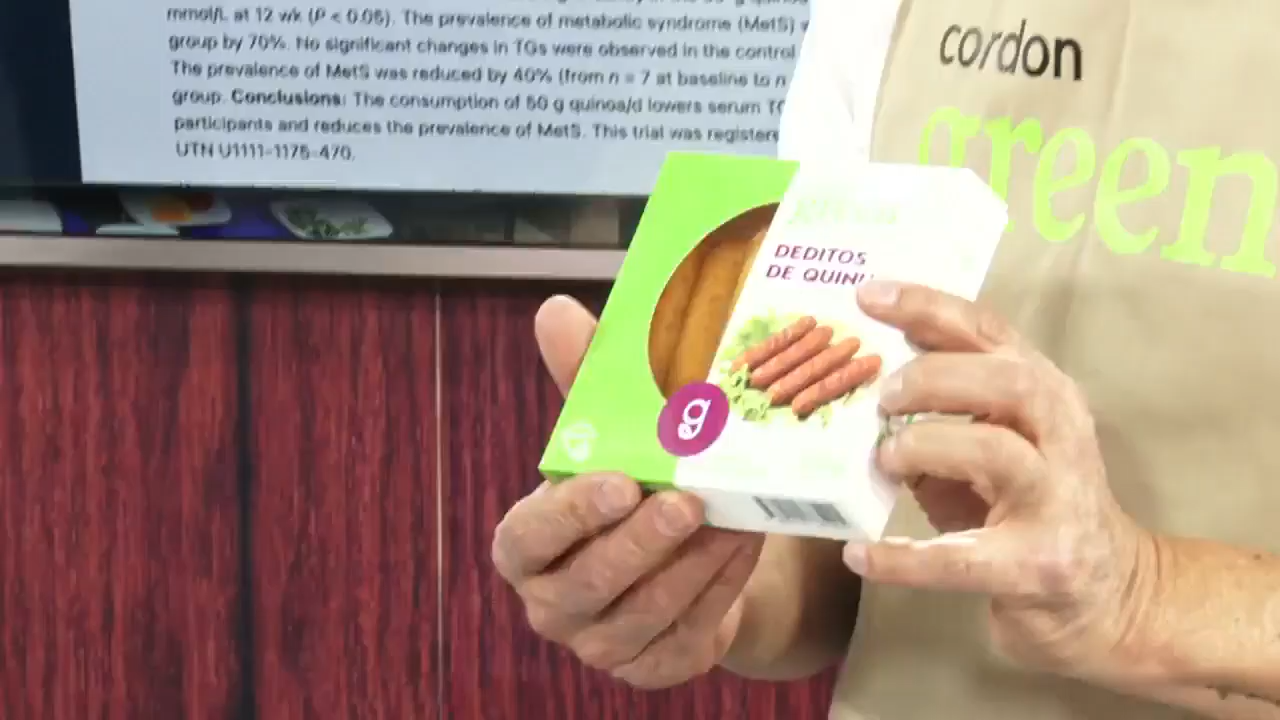 mmol/L at 12 wk (P < 0.05). The prevalence of metabolic syndrome (MetS)
group by 70%. No significant changes in TGs were observed in the control
The prevalence of MetS was reduced by 40% (from n = 7 at baseline to n
group. Conclusions: The consumption of 50 g quinoa/d lowers serum TG
participants and reduces the prevalence of MetS. This trial was registere
UTN U1111-1175-470.
cordon
green
green
DEDITOS
DE QUIN
g